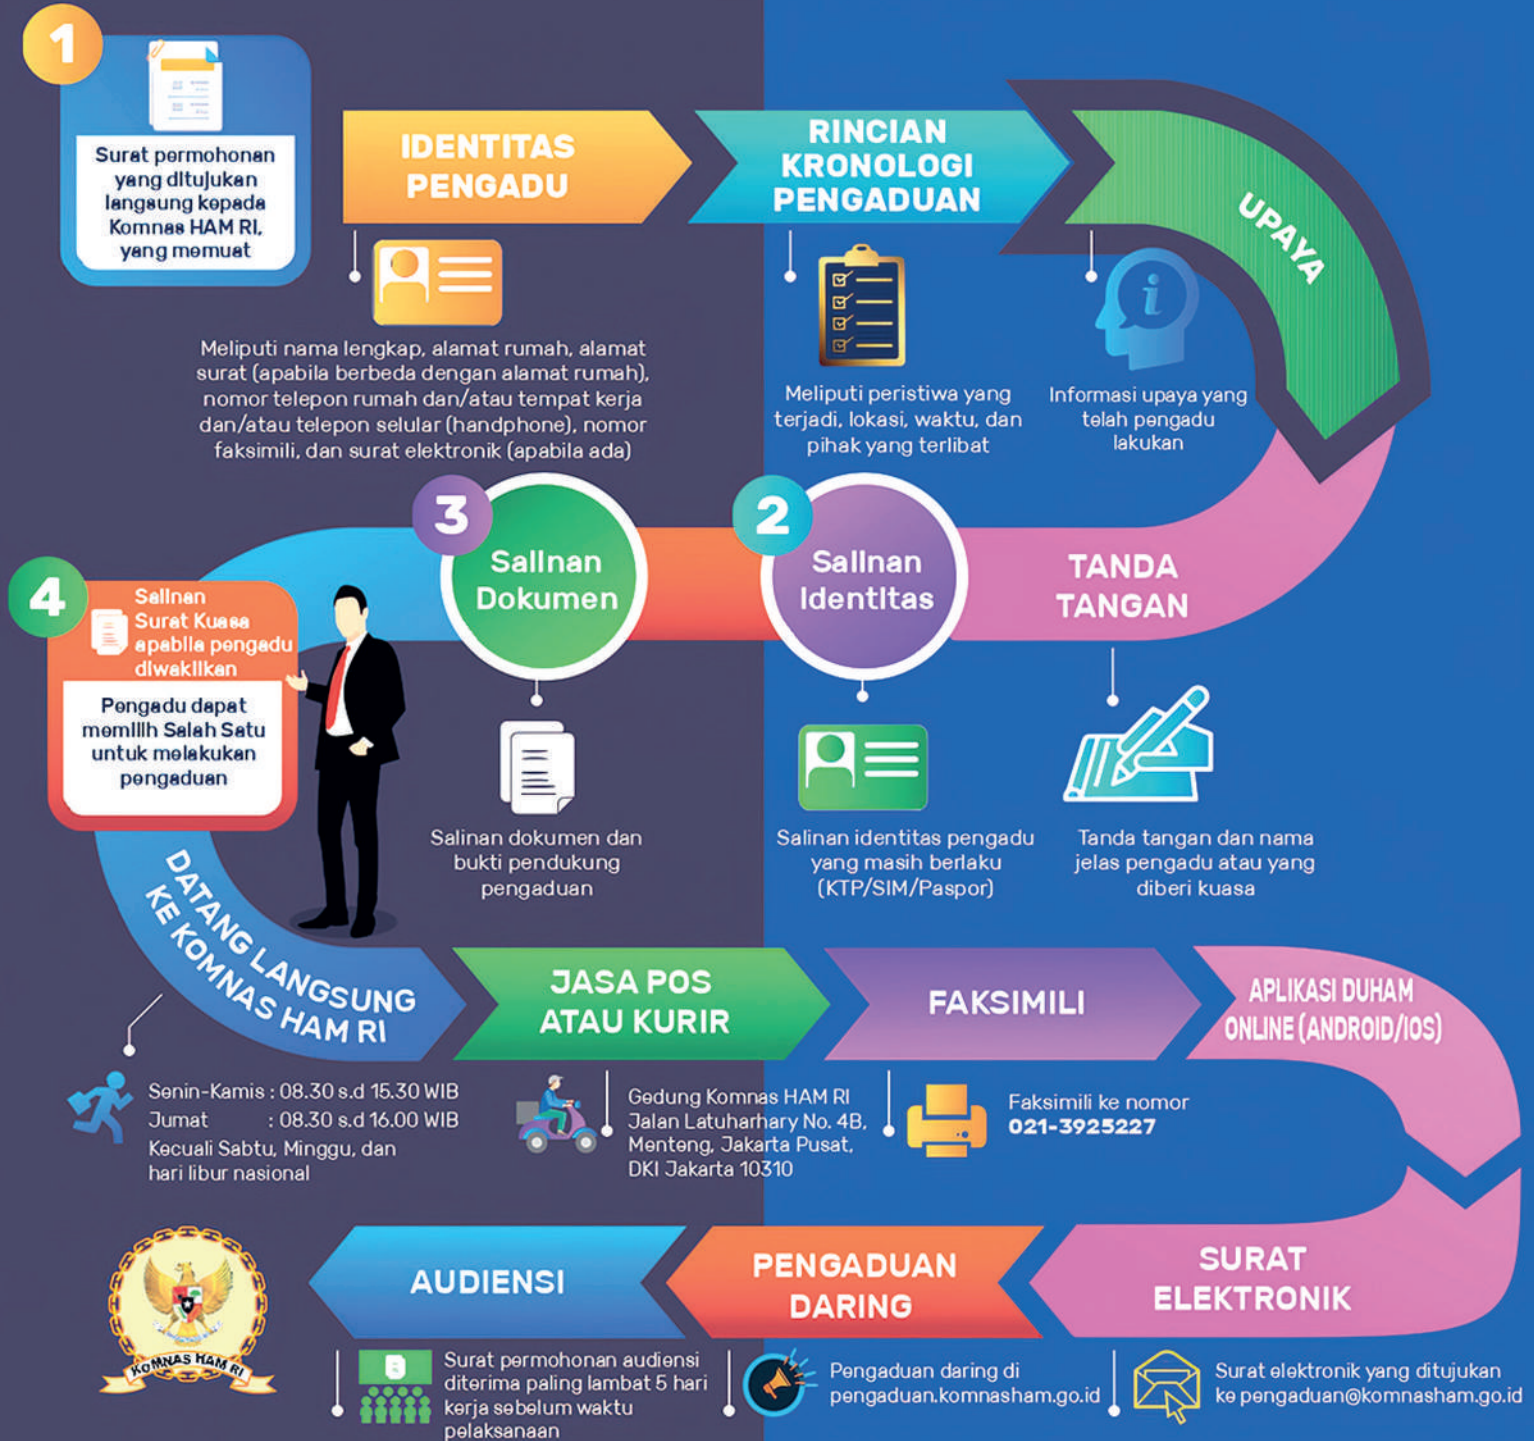 1
Surat permohonan
yang ditujukan
langsung kepada
Komnas HAM RI,
yang memuat
IDENTITAS
PENGADU
Meliputi nama lengkap, alamat rumah, alamat
surat (apabila berbeda dengan alamat rumah),
nomor telepon rumah dan/atau tempat kerja
dan/atau telepon selular (handphone), nomor
faksimili, dan surat elektronik (apabila ada)
RINCIAN
KRONOLOGI
PENGADUAN
Meliputi peristiwa yang
terjadi, lokasi, waktu, dan
pihak yang terlibat
UPAYA
i
Informasi upaya yang
telah pengadu
lakukan
TANDA
TANGAN
Tanda tangan dan nama
jelas pengadu atau yang
diberi kuasa
2
Salinan
Identitas
Salinan identitas pengadu
yang masih berlaku
(KTP/SIM/Paspor)
3
Salinan
Dokumen
Salinan dokumen dan
bukti pendukung
pengaduan
4
Salinan
Surat Kuasa
apabila pengadu
diwakilkan
Pengadu dapat
memilih Salah Satu
untuk melakukan
pengaduan
DATANG LANGSUNG
KE KOMNAS HAM RI
Senin-Kamis : 08.30 s.d 15.30 WIB
Jumat : 08.30 s.d 16.00 WIB
Kecuali Sabtu, Minggu, dan
hari libur nasional
JASA POS
ATAU KURIR
Gedung Komnas HAM RI
Jalan Latuharhary No. 4B,
Menteng, Jakarta Pusat,
DKI Jakarta 10310
FAKSIMILI
Faksimili ke nomor
021-3925227
APLIKASI DUHAM
ONLINE (ANDROID/IOS)
SURAT
ELEKTRONIK
Surat elektronik yang ditujukan
ke pengaduan@komnasham.go.id
PENGADUAN
DARING
Pengaduan daring di
pengaduan.komnasham.go.id
AUDIENSI
Surat permohonan audiensi
diterima paling lambat 5 hari
kerja sebelum waktu
pelaksanaan
KOMNAS HAM RI